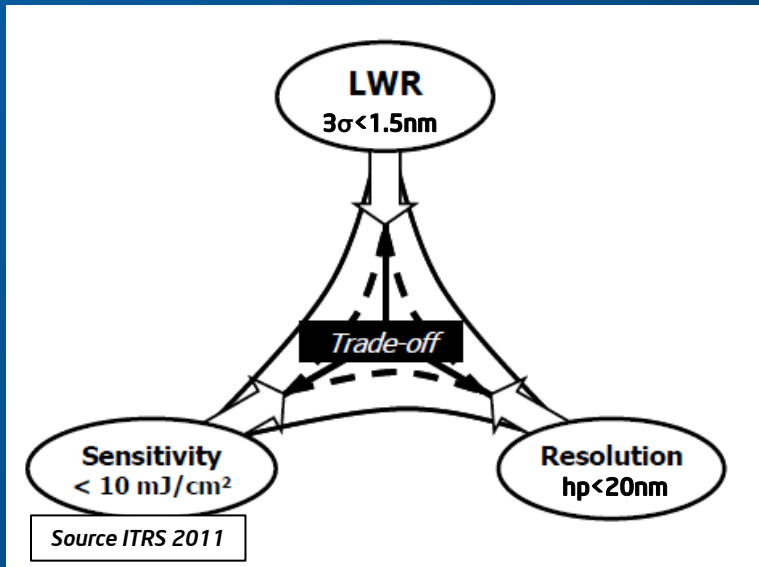 LWR
3σ<1.5nm
Trade-off
Sensitivity
< 10 mJ/cm²
Resolution
hp<20nm
Source ITRS 2011